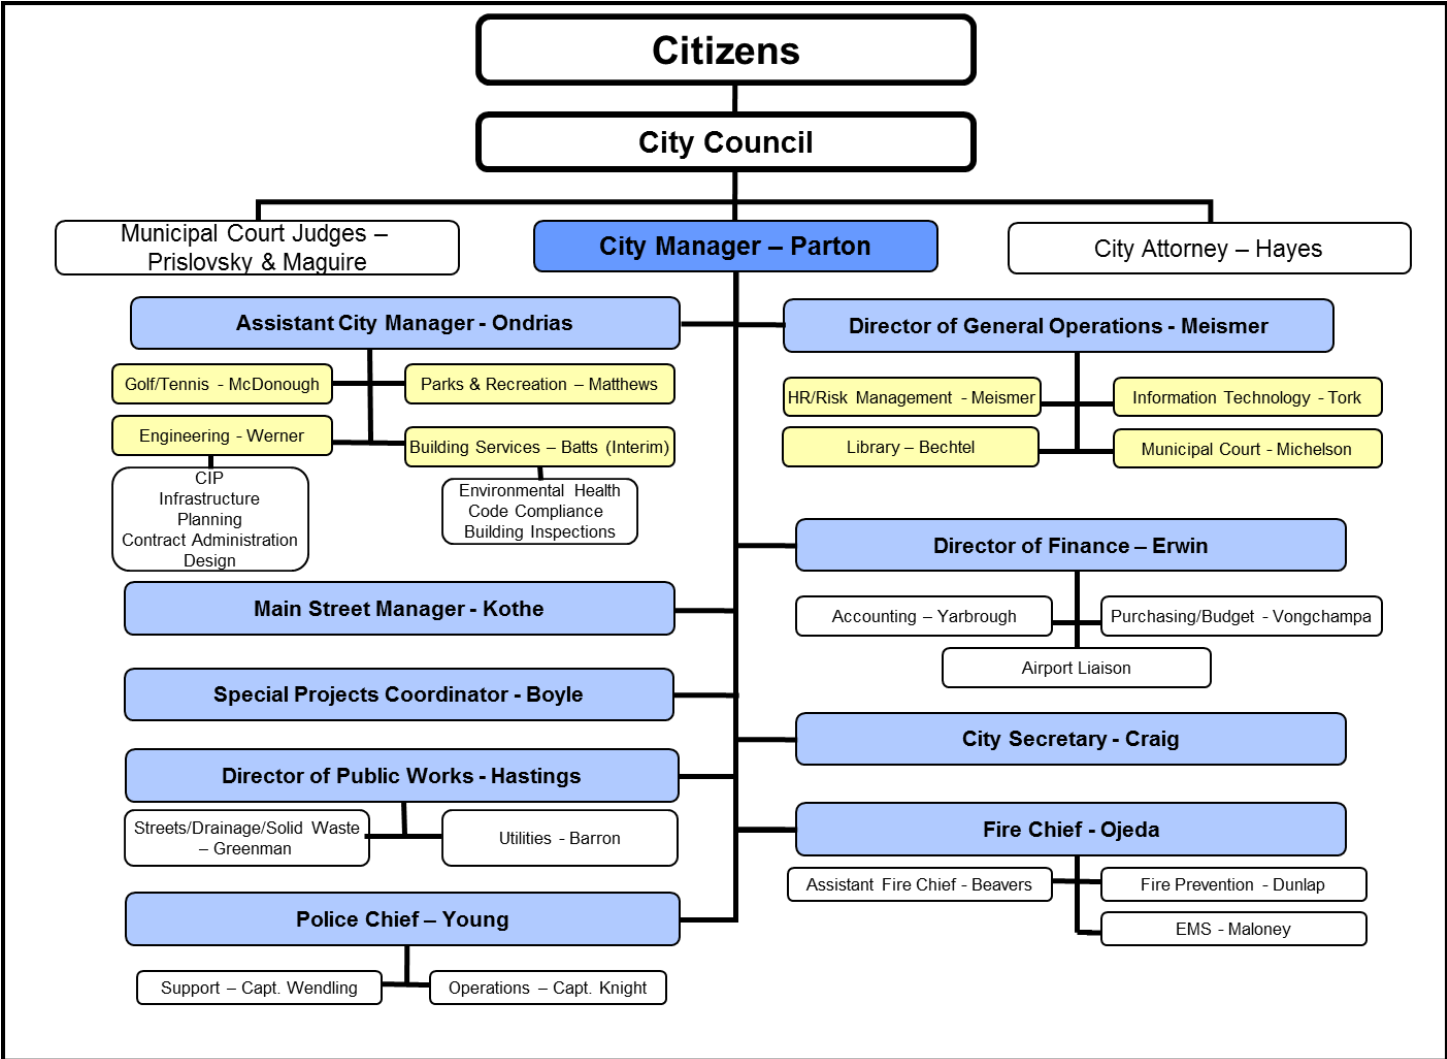 Citizens
City Council
Municipal Court Judges –
Prislovsky & Maguire
City Manager – Parton
City Attorney – Hayes
Assistant City Manager - Ondrias
Director of General Operations - Meismer
Golf/Tennis - McDonough
Parks & Recreation – Matthews
HR/Risk Management - Meismer
Information Technology - Tork
Engineering - Werner
Building Services – Batts (Interim)
Library – Bechtel
Municipal Court - Michelson
CIP
Infrastructure
Planning
Contract Administration
Design
Environmental Health
Code Compliance
Building Inspections
Director of Finance – Erwin
Main Street Manager - Kothe
Accounting – Yarbrough
Purchasing/Budget - Vongchampa
Airport Liaison
Special Projects Coordinator - Boyle
City Secretary - Craig
Director of Public Works - Hastings
Streets/Drainage/Solid Waste
– Greenman
Utilities - Barron
Fire Chief - Ojeda
Assistant Fire Chief - Beavers
Fire Prevention - Dunlap
EMS - Maloney
Police Chief – Young
Support – Capt. Wendling
Operations – Capt. Knight